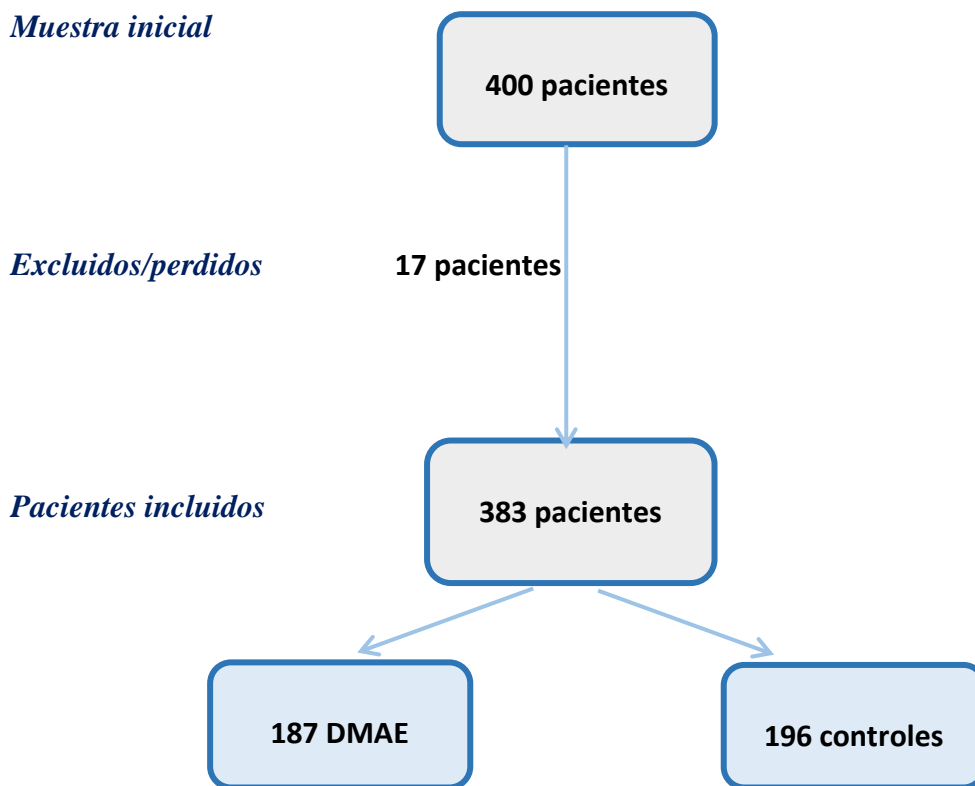 Muestra inicial
400 pacientes
Excluidos/perdidos
17 pacientes
Pacientes incluidos
383 pacientes
187 DMAE
196 controles